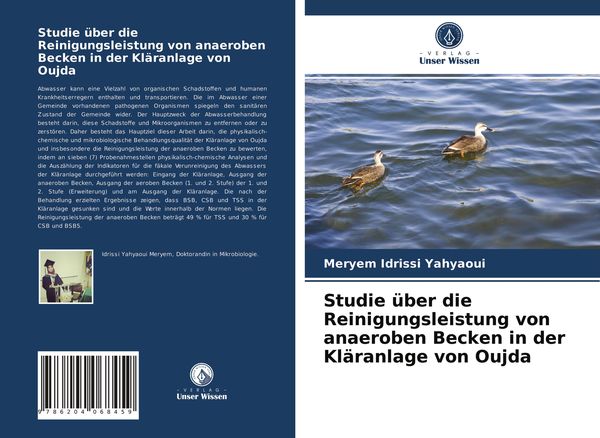 Studie über die
Reinigungsleistung von anaeroben
Becken in der Kläranlage von
Oujda
Abwasser kann eine Vielzahl von organischen Schadstoffen und humanen
Krankheitserregern enthalten und transportieren. Die im Abwasser einer
Gemeinde vorhandenen pathogenen Organismen spiegeln den sanitären
Zustand der Gemeinde wider. Der Hauptzweck der Abwasserbehandlung
besteht darin, diese Schadstoffe und Mikroorganismen zu entfernen oder zu
zerstören. Daher besteht das Hauptziel dieser Arbeit darin, die physikalisch-
chemische und mikrobiologische Behandlungsqualität der Kläranlage von Oujda
und insbesondere die Reinigungsleistung der anaeroben Becken zu bewerten,
indem an sieben (7) Probenahmestellen physikalisch-chemische Analysen und
die Auszählung der Indikatoren für die fäkale Verunreinigung des Abwassers
der Kläranlage durchgeführt werden: Eingang der Kläranlage, Ausgang der
anaeroben Becken, Ausgang der aeroben Becken (1. und 2. Stufe) der 1. und
2. Stufe (Erweiterung) und am Ausgang der Kläranlage. Die nach der
Behandlung erzielten Ergebnisse zeigen, dass BSB, CSB und TSS in der
Kläranlage gesunken sind und die Werte innerhalb der Normen liegen. Die
Reinigungsleistung der anaeroben Becken beträgt 49 % für TSS und 30 % für
CSB und BSB5.
Idrissi Yahyaoui Meryem, Doktorandin in Mikrobiologie.
9 786204 068459
VERLAG
Unser Wissen
VERLAG
Unser Wissen
Meryem Idrissi Yahyaoui
Studie über die
Reinigungsleistung von
anaeroben Becken in der
Kläranlage von Oujda